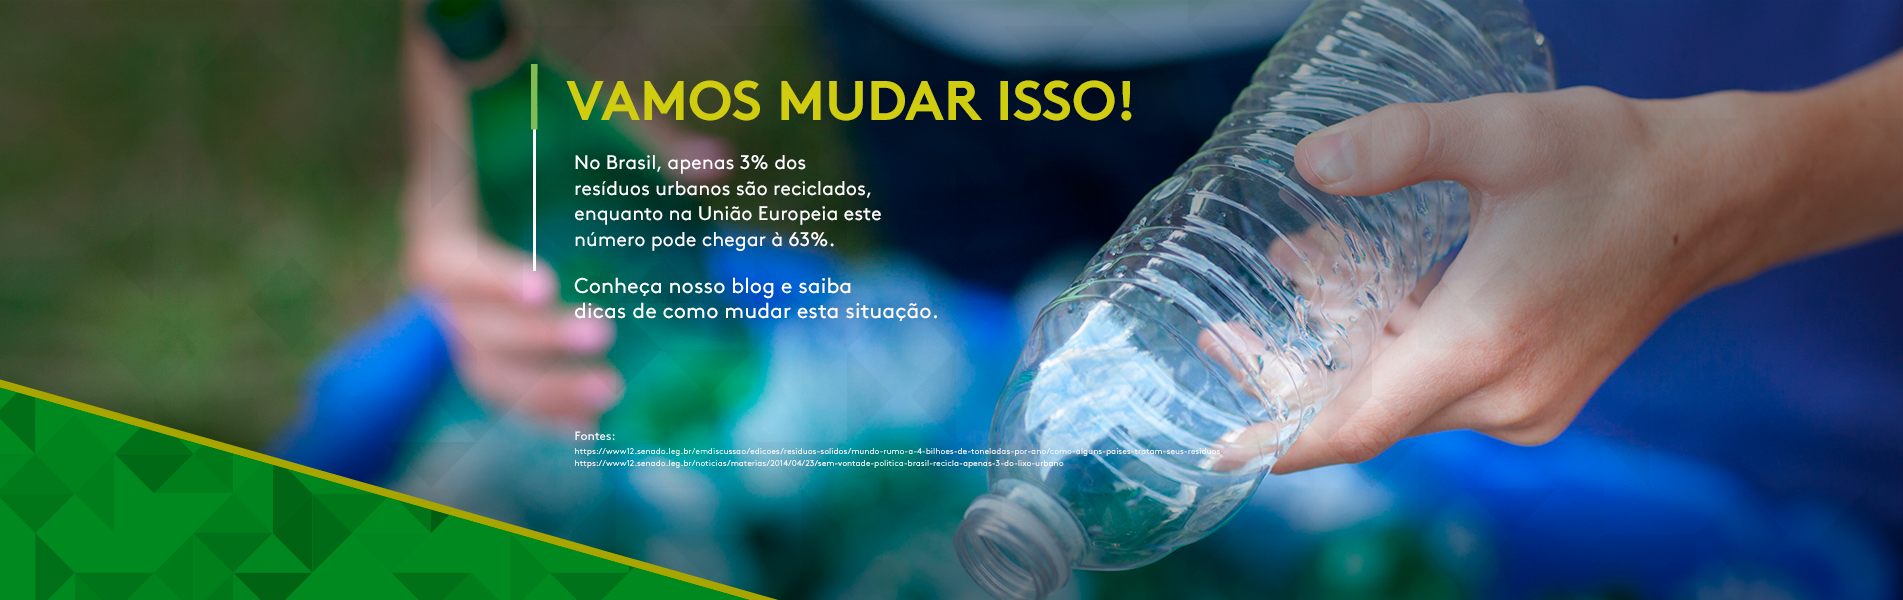 VAMOS MUDAR ISSO!
No Brasil, apenas 3% dos
resíduos urbanos são reciclados,
enquanto na União Europeia este
número pode chegar à 63%.
Conheça nosso blog e saiba
dicas de como mudar esta situação.
Fontes:
https://www12.senado.leg.br/emdiscussao/edicoes/residuos-solidos/mundo-rumo-a-4-bilhoes-de-toneladas-por-ano/como-alguns-paises-tratam-seus-residuos
https://www12.senado.leg.br/noticias/materias/2014/04/23/sem-vontade-politica-brasil-recicla-apenas-3-do-lixo-urbano